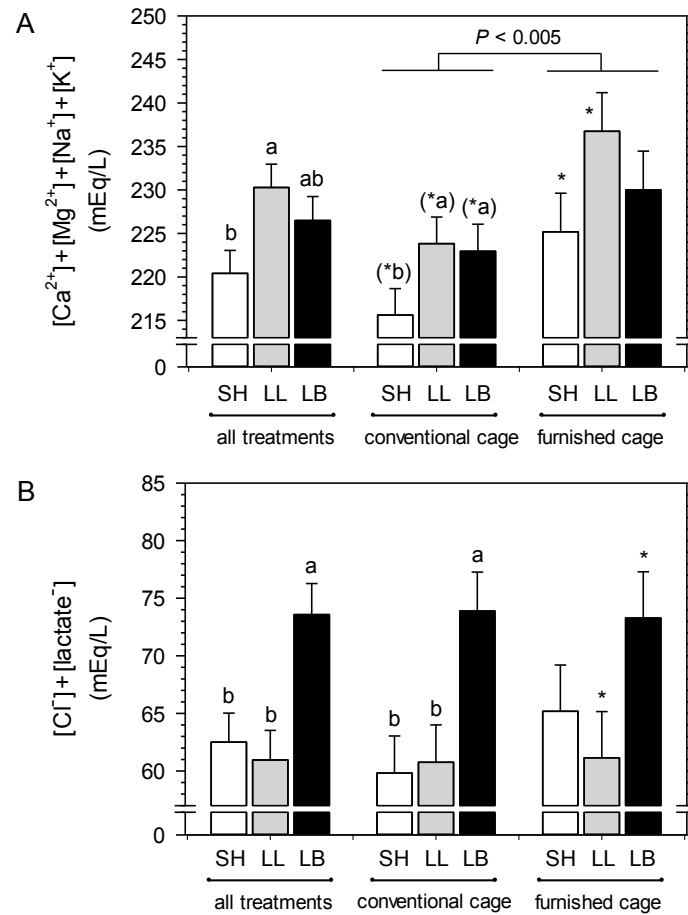 A
[Ca²⁺]+[Mg²⁺]+[Na⁺]+[K⁺]
(mEq/L)
250
245
240
235
230
225
220
215
0
P < 0.005
b
a
ab
(*b)
(*a)
(*a)
*
*
SH LL LB SH LL LB SH LL LB
all treatments conventional cage furnished cage
B
[Cl⁻]+[lactate⁻]
(mEq/L)
85
80
75
70
65
60
0
b
b
a
b
b
a
*
*
SH LL LB SH LL LB SH LL LB
all treatments conventional cage furnished cage